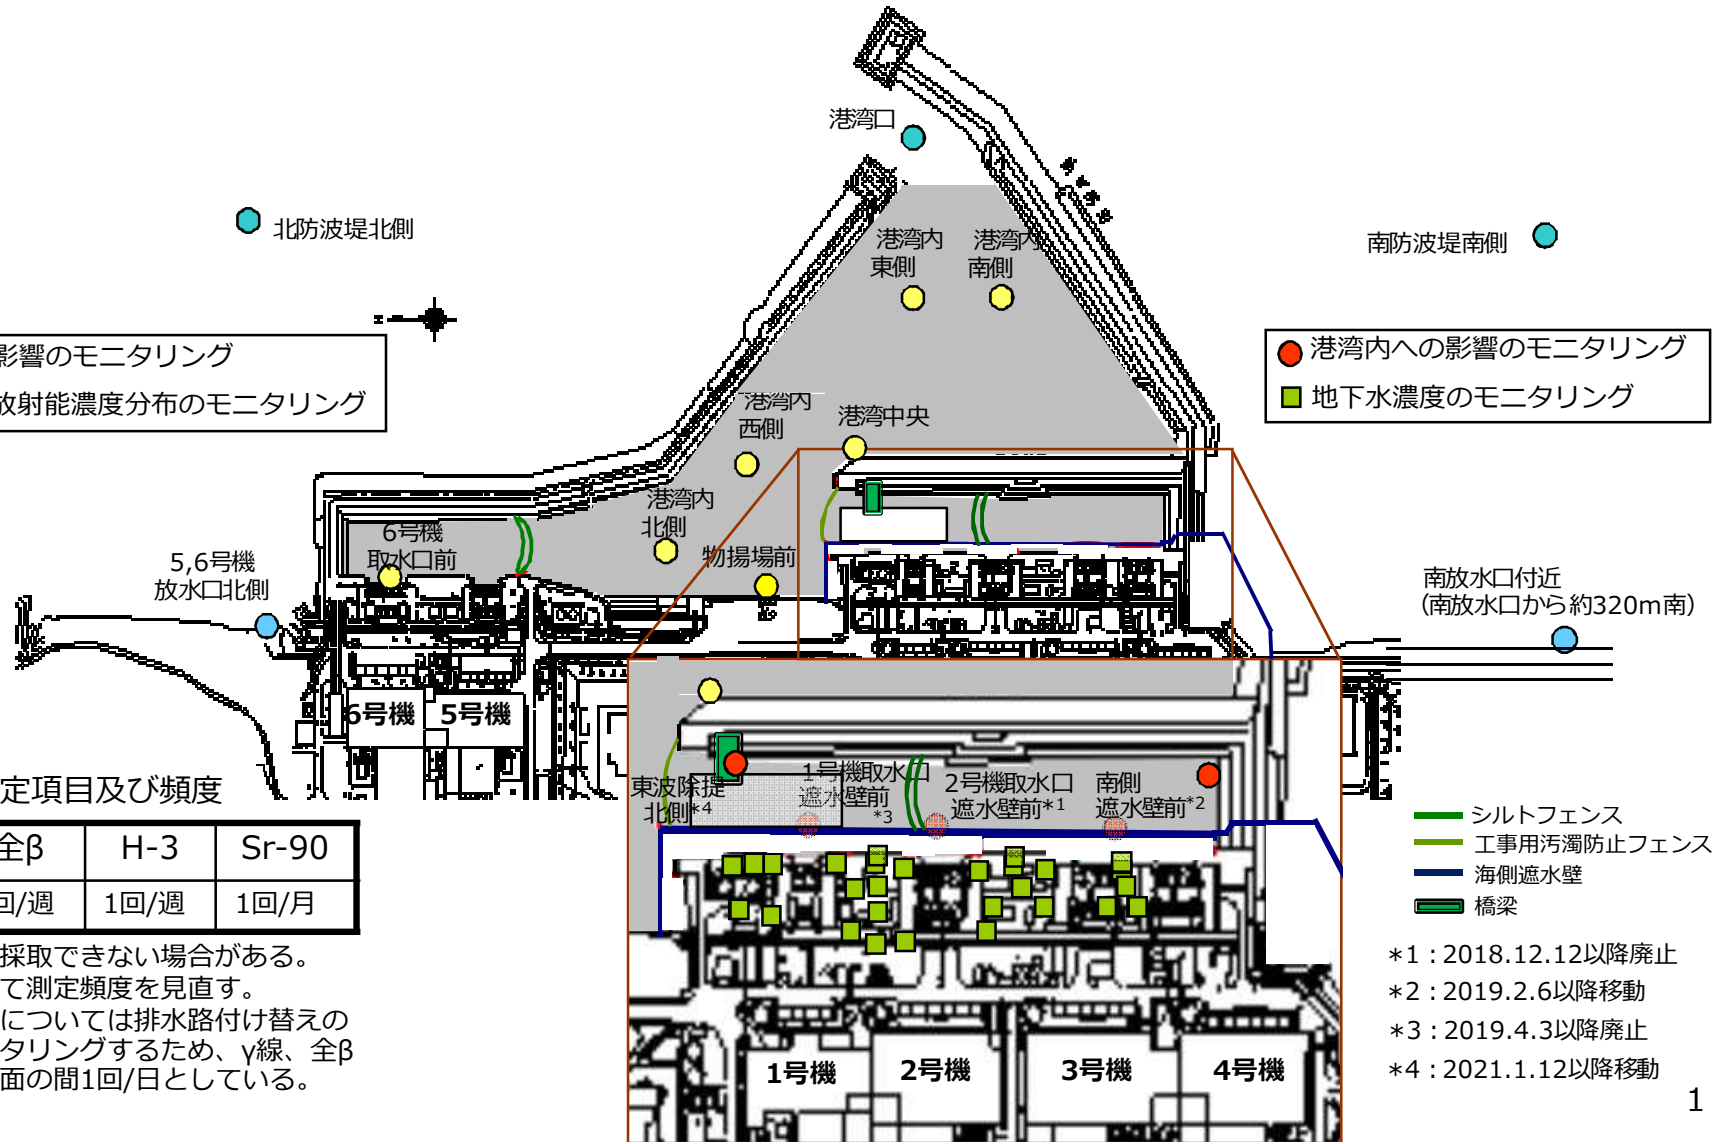 港湾口
北防波堤北側
南防波堤南側
港湾内
東側
港湾内
南側
影響のモニタリング
放射能濃度分布のモニタリング
港湾内への影響のモニタリング
地下水濃度のモニタリング
港湾内
西側
港湾中央
港湾内
北側
6号機
取水口前
物揚場前
5,6号機
放水口北側
南放水口付近
(南放水口から約320m南)
6号機
5号機
東波除提
北側*4
1号機取水口
遮水壁前
*3
2号機取水口
遮水壁前*1
南側
遮水壁前*2
定項目及び頻度
全β
H-3
Sr-90
回/週
1回/週
1回/月
採取できない場合がある。
て測定頻度を見直す。
については排水路付け替えの
タリングするため、γ線、全β
面の間1回/日としている。
シルトフェンス
工事用汚濁防止フェンス
海側遮水壁
橋梁
*1：2018.12.12以降廃止
*2：2019.2.6以降移動
*3：2019.4.3以降廃止
*4：2021.1.12以降移動
1号機
2号機
3号機
4号機
1